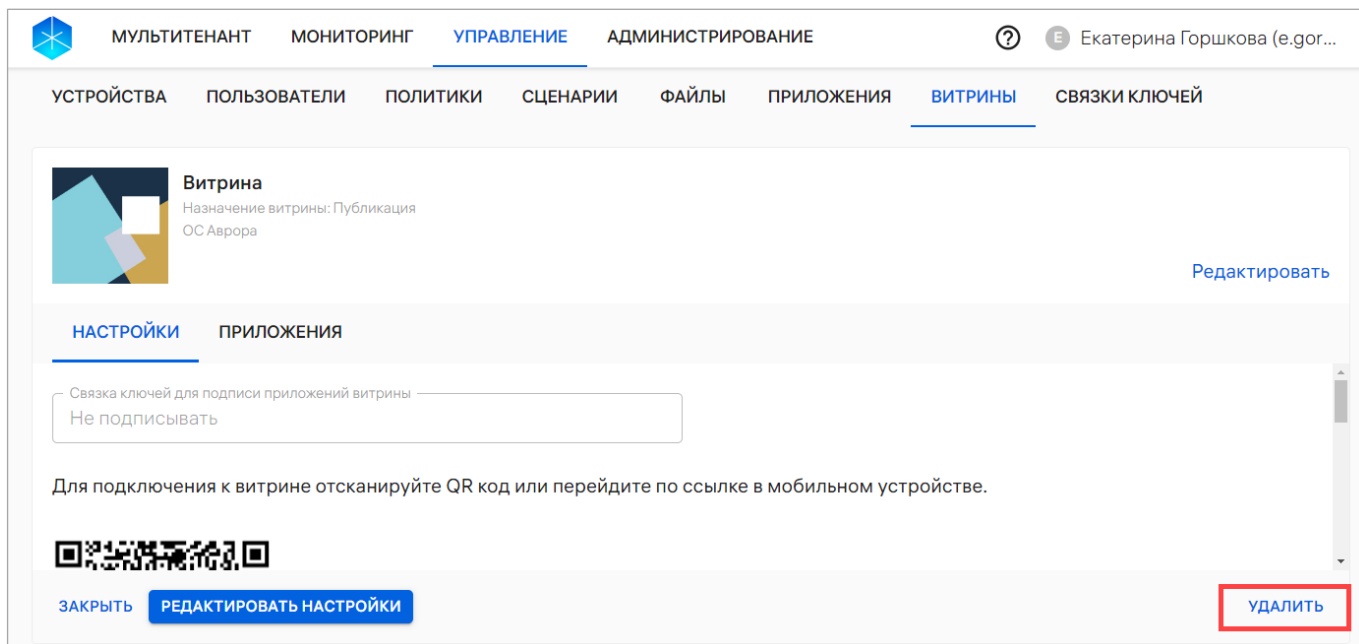 МУЛЬТИТЕНАНТ МОНИТОРИНГ УПРАВЛЕНИЕ АДМИНИСТРИРОВАНИЕ ? E Екатерина Горшкова (e.gor...
УСТРОЙСТВА ПОЛЬЗОВАТЕЛИ ПОЛИТИКИ СЦЕНАРИИ ФАЙЛЫ ПРИЛОЖЕНИЯ ВИТРИНЫ СВЯЗКИ КЛЮЧЕЙ
Витрина
Назначение витрины: Публикация
ОС Аврора
Редактировать
НАСТРОЙКИ ПРИЛОЖЕНИЯ
Связка ключей для подписи приложений витрины
Не подписывать
Для подключения к витрине отсканируйте QR код или перейдите по ссылке в мобильном устройстве.
ЗАКРЫТЬ РЕДАКТИРОВАТЬ НАСТРОЙКИ УДАЛИТЬ